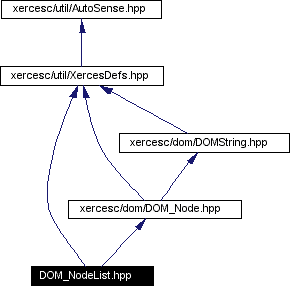 xercesc/util/AutoSense.hpp
xercesc/util/XercesDefs.hpp
xercesc/dom/DOMString.hpp
xercesc/dom/DOM_Node.hpp
DOM_NodeList.hpp